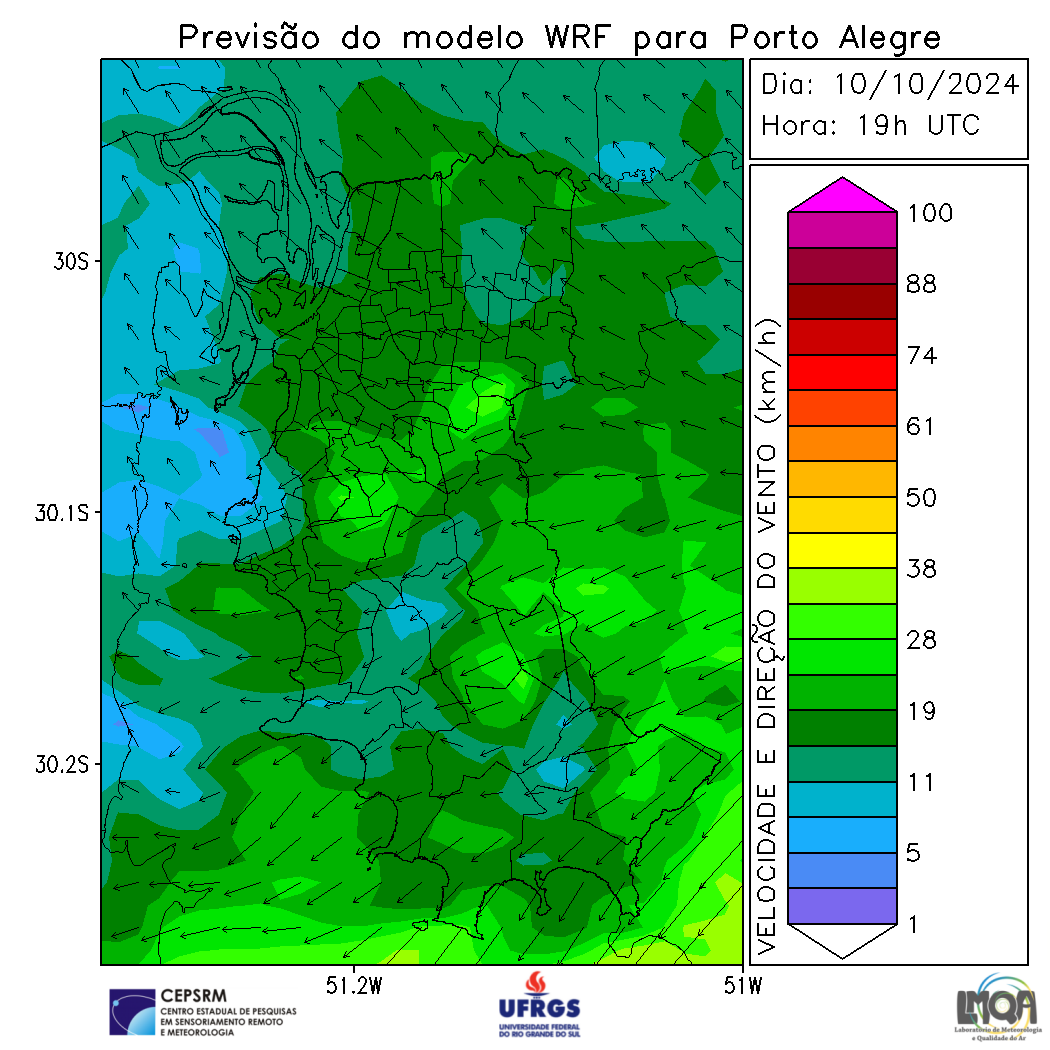 Previsão do modelo WRF para Porto Alegre
Dia: 10/10/2024
Hora: 19h UTC
30S
30.1S
30.2S
51.2W
51W
VELOCIDADE E DIREÇÃO DO VENTO (km/h)
100
88
74
61
50
38
28
19
11
5
1
CEPSRM
CENTRO ESTADUAL DE PESQUISAS
EM SENSORIAMENTO REMOTO
E METEOROLOGIA
UFRGS
UNIVERSIDADE FEDERAL
DO RIO GRANDE DO SUL
LMQA
Laboratório de Meteorologia
e Qualidade do Ar